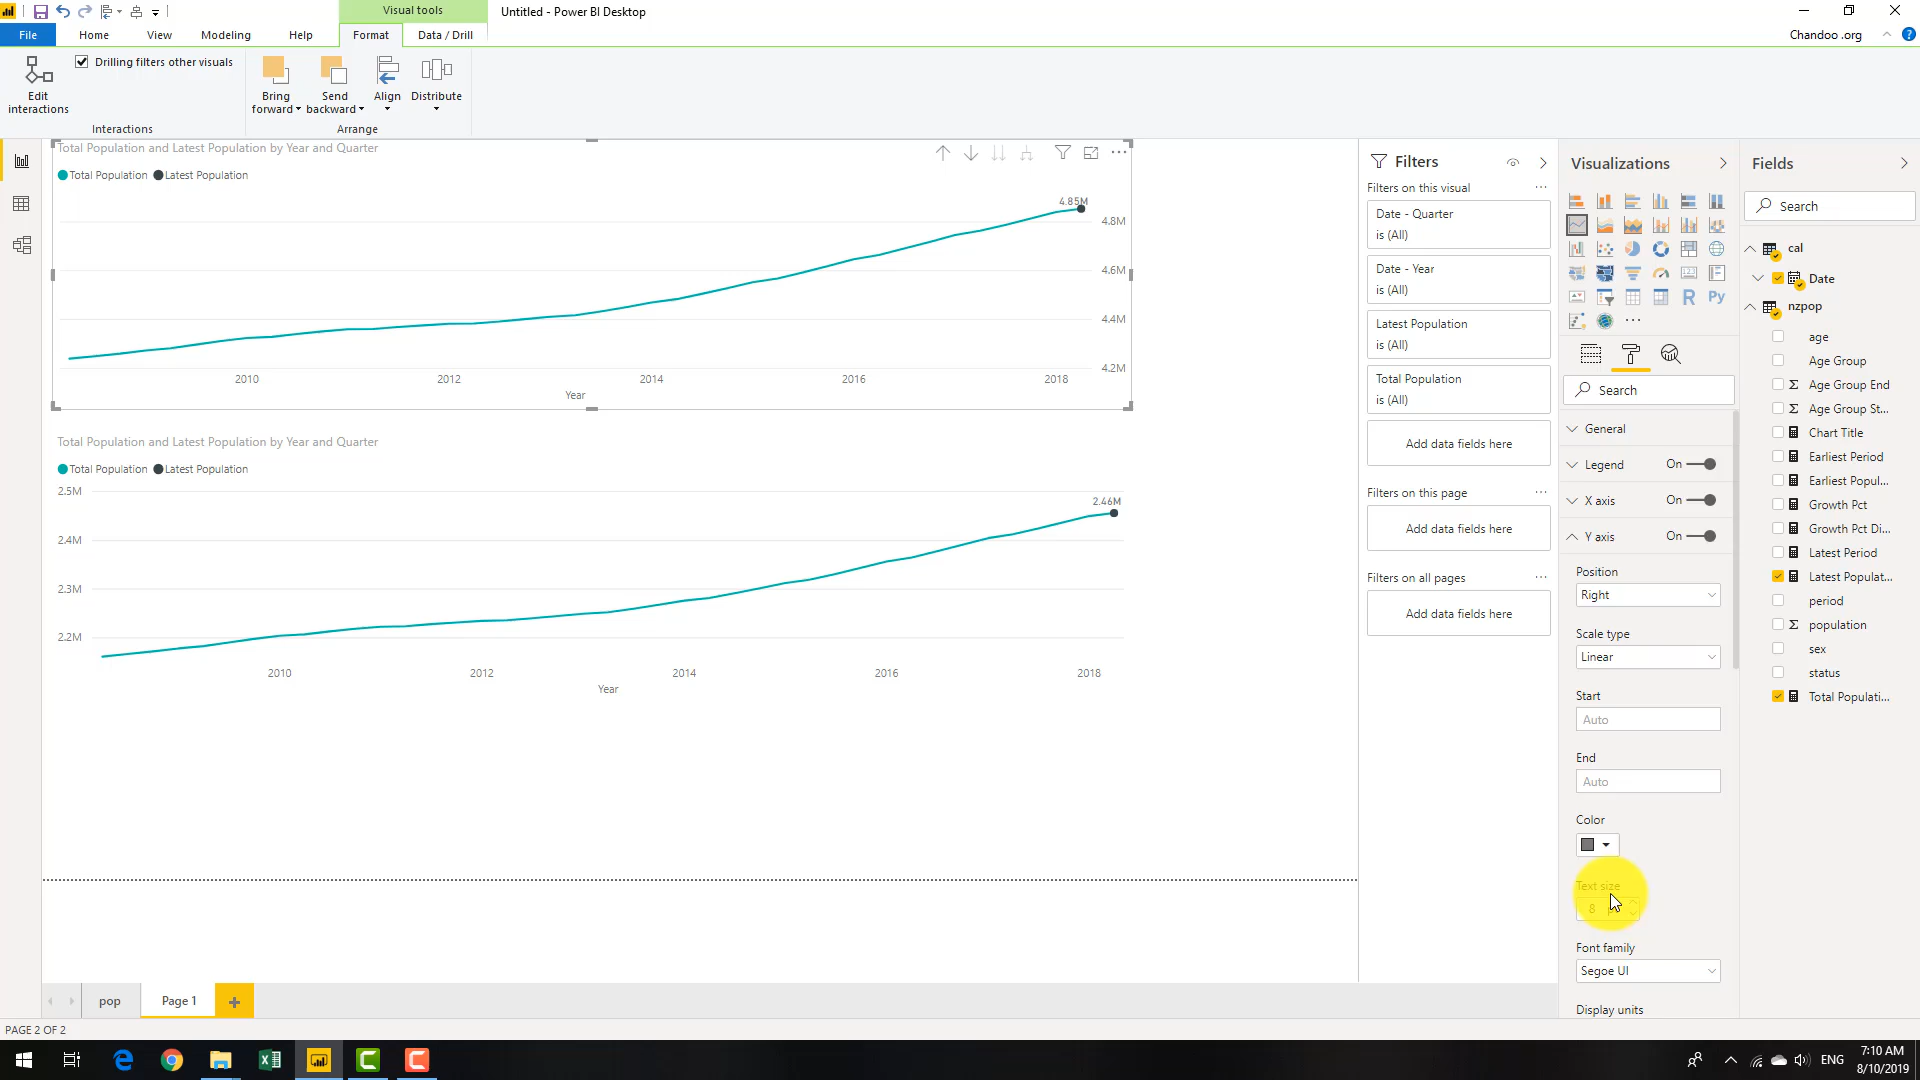 Visual tools
Untitled - Power BI Desktop
File
Home
View
Modeling
Help
Format
Data / Drill
Chandoo .org
?
Edit
interactions
Drilling filters other visuals
Interactions
Bring
forward
Send
backward
Align
Distribute
Arrange
Total Population and Latest Population by Year and Quarter
Total Population
Latest Population
4.85M
4.8M
4.6M
4.4M
4.2M
2010
2012
2014
2016
2018
Year
Total Population and Latest Population by Year and Quarter
Total Population
Latest Population
2.5M
2.46M
2.4M
2.3M
2.2M
2010
2012
2014
2016
2018
Year
Filters
Filters on this visual
Date - Quarter
is (All)
Date - Year
is (All)
Latest Population
is (All)
Total Population
is (All)
Add data fields here
Filters on this page
Add data fields here
Filters on all pages
Add data fields here
Visualizations
123
R
Py
Search
General
Legend
On
X axis
On
Y axis
On
Position
Right
Scale type
Linear
Start
Auto
End
Auto
Color
Text size
8
Font family
Segoe UI
Display units
Fields
Search
cal
Date
nzpop
age
Age Group
Σ Age Group End
Σ Age Group St...
Chart Title
Earliest Period
Earliest Popul...
Growth Pct
Growth Pct Di...
Latest Period
Latest Populat...
period
Σ population
sex
status
Total Populati...
pop
Page 1
PAGE 2 OF 2
ENG
7:10 AM
8/10/2019